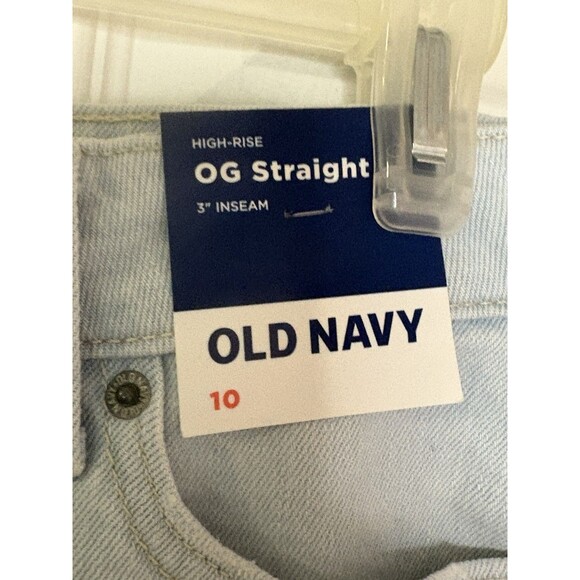 HIGH-RISE
OG Straight
3" INSEAM
OLD NAVY
10